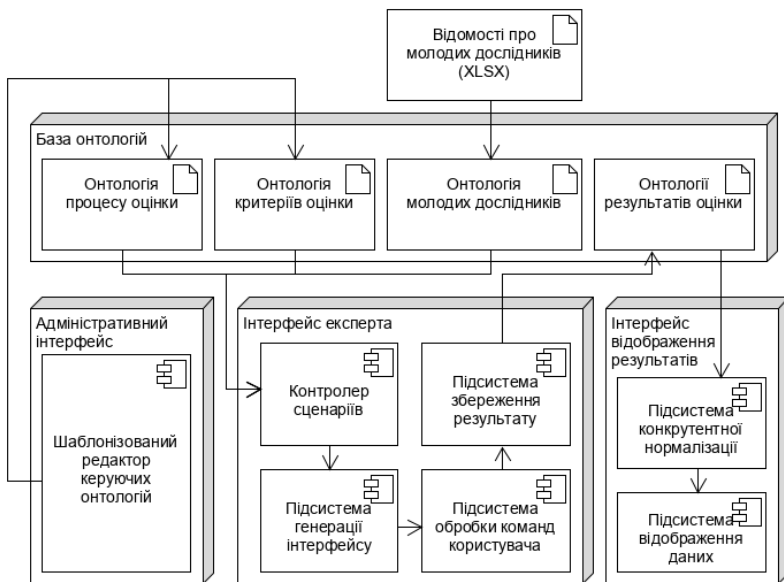 Відомості про
молодих дослідників
(XLSX)
База онтологій
Онтологія
процесу оцінки
Онтологія
критеріїв оцінки
Онтологія
молодих дослідників
Онтології
результатів оцінки
Адміністративний
інтерфейс
Шаблонізований
редактор
керуючих
онтологій
Інтерфейс експерта
Контролер
сценаріїв
Підсистема
збереження
результату
Підсистема
генерації
інтерфейсу
Підсистема
обробки команд
користувача
Інтерфейс
відображення
результатів
Підсистема
конкрутентної
нормалізації
Підсистема
відображення
даних